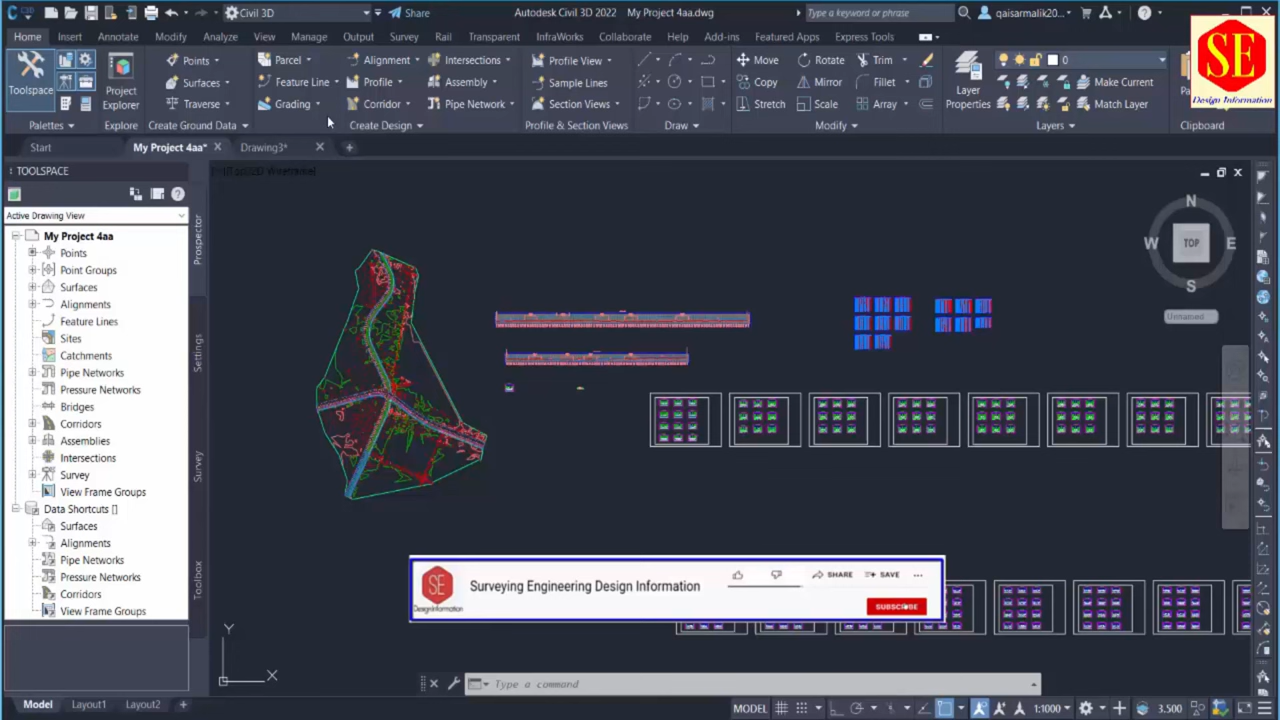 Civil 3D
Share
Autodesk Civil 3D 2022 My Project 4aa.dwg
Type a keyword or phrase
qaisarmalik20...
Home Insert Annotate Modify Analyze View Manage Output Survey Rail Transparent InfraWorks Collaborate Help Add-ins Featured Apps Express Tools
SE
Design Information
Toolspace
Project
Explorer
Points
Surfaces
Traverse
Parcel
Feature Line
Grading
Alignment
Profile
Corridor
Intersections
Assembly
Pipe Network
Profile View
Sample Lines
Section Views
Move
Copy
Stretch
Rotate
Mirror
Scale
Trim
Fillet
Array
Layer
Properties
0
Make Current
Match Layer
Palettes Explore Create Ground Data Create Design Profile & Section Views Draw Modify Layers Clipboard
Start My Project 4aa* Drawing3*
TOOLSPACE
Active Drawing View
My Project 4aa
Points
Point Groups
Surfaces
Alignments
Feature Lines
Sites
Catchments
Pipe Networks
Pressure Networks
Bridges
Corridors
Assemblies
Intersections
Survey
View Frame Groups
Data Shortcuts []
Surfaces
Alignments
Pipe Networks
Pressure Networks
Corridors
View Frame Groups
Prospector
Settings
Survey
Toolbox
N
W TOP E
S
Unnamed
SE
DesignInformation
Surveying Engineering Design Information
SHARE SAVE
SUBSCRIBE
Y
X
Type a command
Model Layout1 Layout2
MODEL 1:1000 3.500